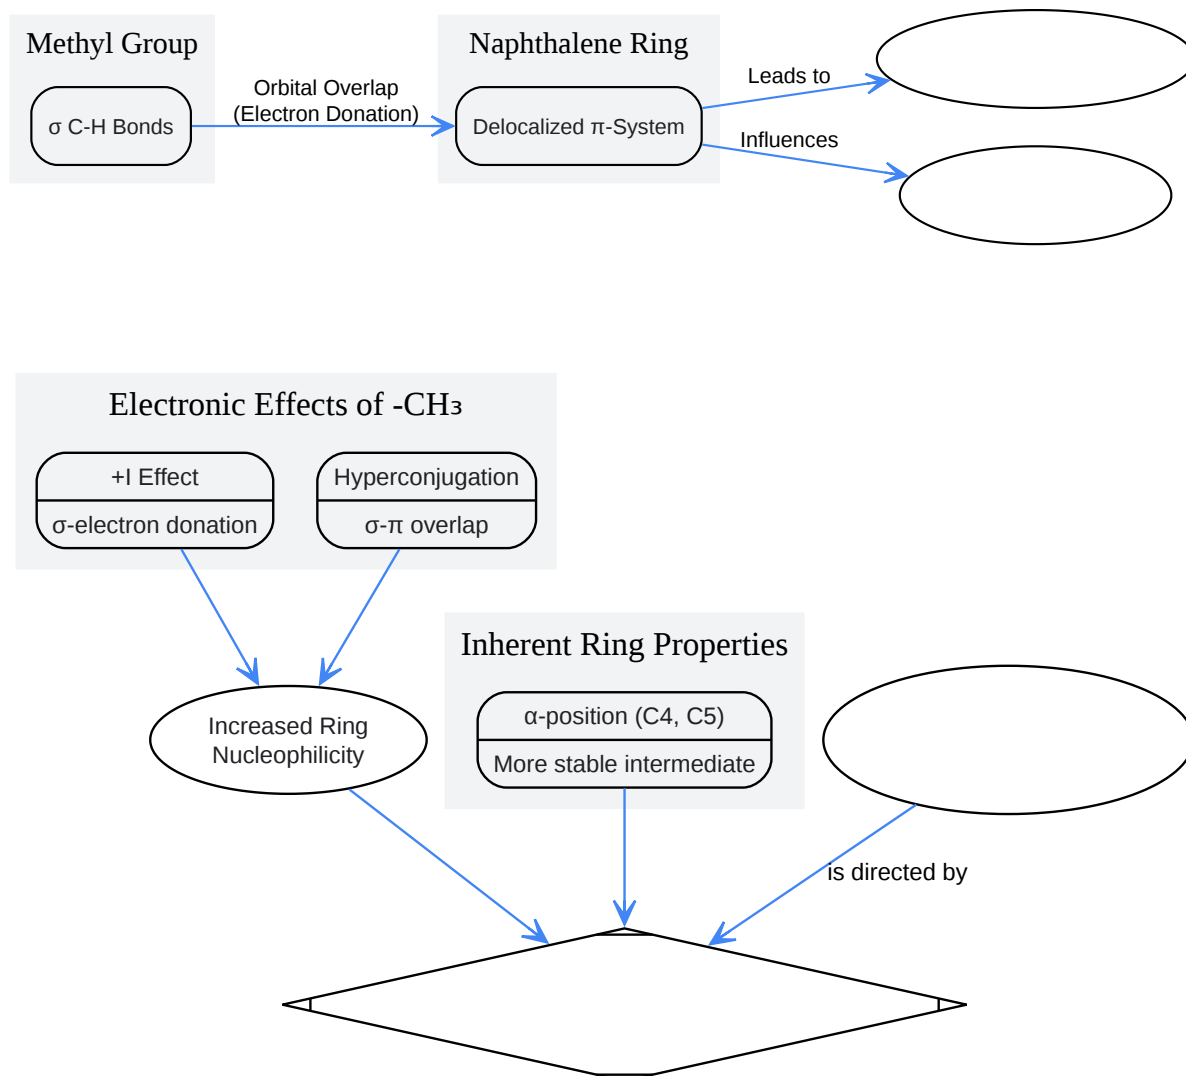 Methyl Group
σ C-H Bonds
Orbital Overlap
(Electron Donation)
Naphthalene Ring
Delocalized π-System
Leads to
Influences
Electronic Effects of -CH₃
+I Effect
σ-electron donation
Hyperconjugation
σ-π overlap
Increased Ring
Nucleophilicity
Inherent Ring Properties
α-position (C4, C5)
More stable intermediate
is directed by